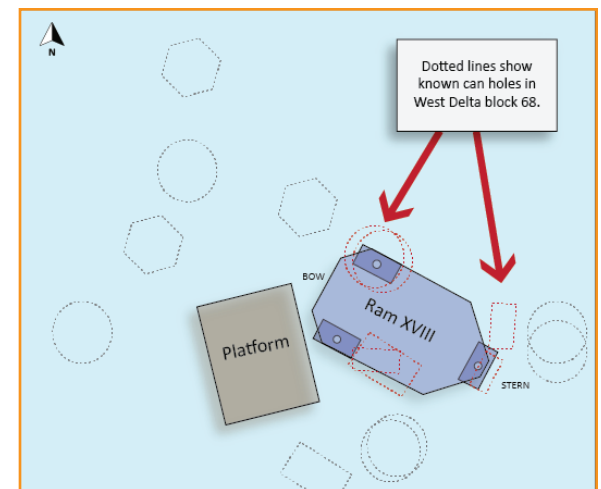 N
Dotted lines show
known can holes in
West Delta block 68.
BOW
Ram XVIII
Platform
STERN